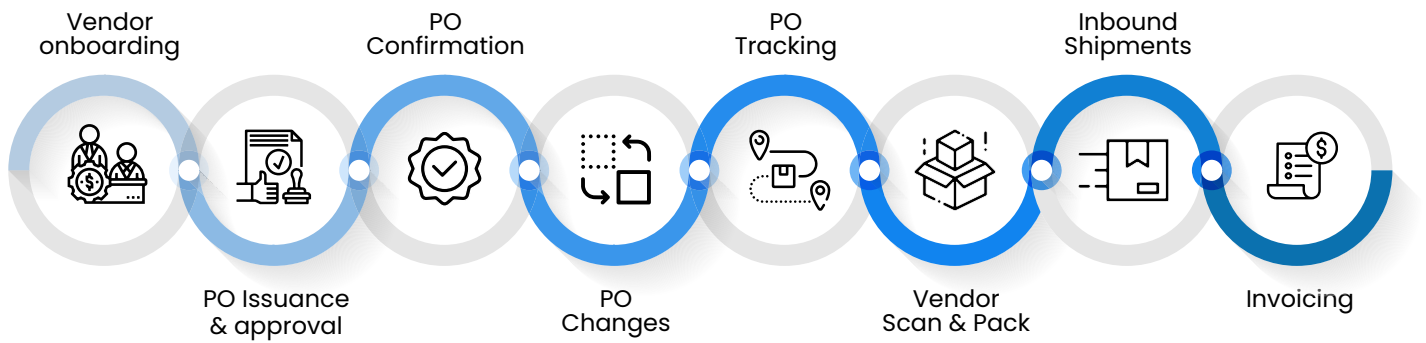 Vendor
onboarding
PO Issuance
& approval
PO
Confirmation
PO
Changes
PO
Tracking
Vendor
Scan & Pack
Inbound
Shipments
Invoicing
$
$